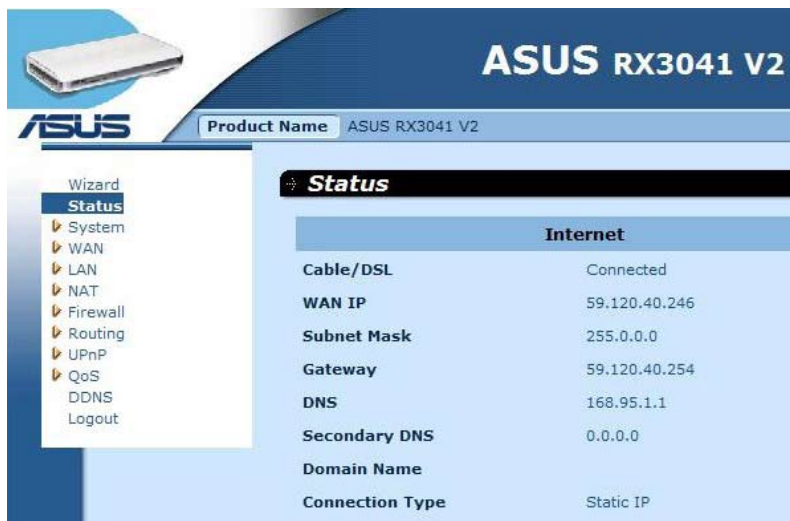 ASUS RX3041 V2
ASUS
Product Name ASUS RX3041 V2
Wizard
Status
System
WAN
LAN
NAT
Firewall
Routing
UPnP
QoS
DDNS
Logout
Status
Internet
Cable/DSL Connected
WAN IP 59.120.40.246
Subnet Mask 255.0.0.0
Gateway 59.120.40.254
DNS 168.95.1.1
Secondary DNS 0.0.0.0
Domain Name
Connection Type Static IP